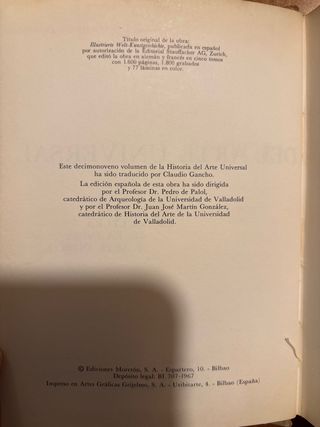 Título original de la obra:
Illustrierte Welt-Kunstgeschichte, publicada en español
por autorización de la Editorial Stauffacher AG, Zurich,
que editó la obra en alemán y francés en cinco tomos
con 1.600 páginas, 1.800 grabados
y 77 láminas en color.
Este decimonoveno volumen de la Historia del Arte Universal
ha sido traducido por Claudio Gancho.
La edición española de esta obra ha sido dirigida
por el Profesor Dr. Pedro de Palol,
catedrático de Arqueología de la Universidad de Valladolid
y por el Profesor Dr. Juan José Martín González,
catedrático de Historia del Arte de la Universidad
de Valladolid.
© Ediciones Moretón, S. A. - Espartero, 10. - Bilbao
Depósito legal: BI 707-1967
Impreso en Artes Gráficas Grijelmo, S. A. - Uribitarte, 4. - Bilbao (España)